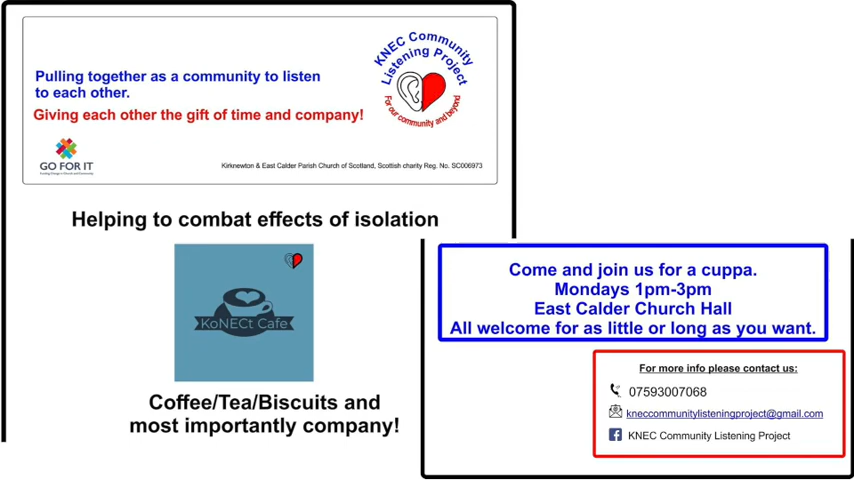 Pulling together as a community to listen
to each other.
Giving each other the gift of time and company!
KNEC Community
Listening Project
For our community and beyond
GO FOR IT
Kirknewton & East Calder Parish Church of Scotland, Scottish charity Reg. No. SC006973
Helping to combat effects of isolation
KoNECt Cafe
Coffee/Tea/Biscuits and
most importantly company!
Come and join us for a cuppa.
Mondays 1pm-3pm
East Calder Church Hall
All welcome for as little or long as you want.
For more info please contact us:
07593007068
kneccommunitylisteningproject@gmail.com
KNEC Community Listening Project